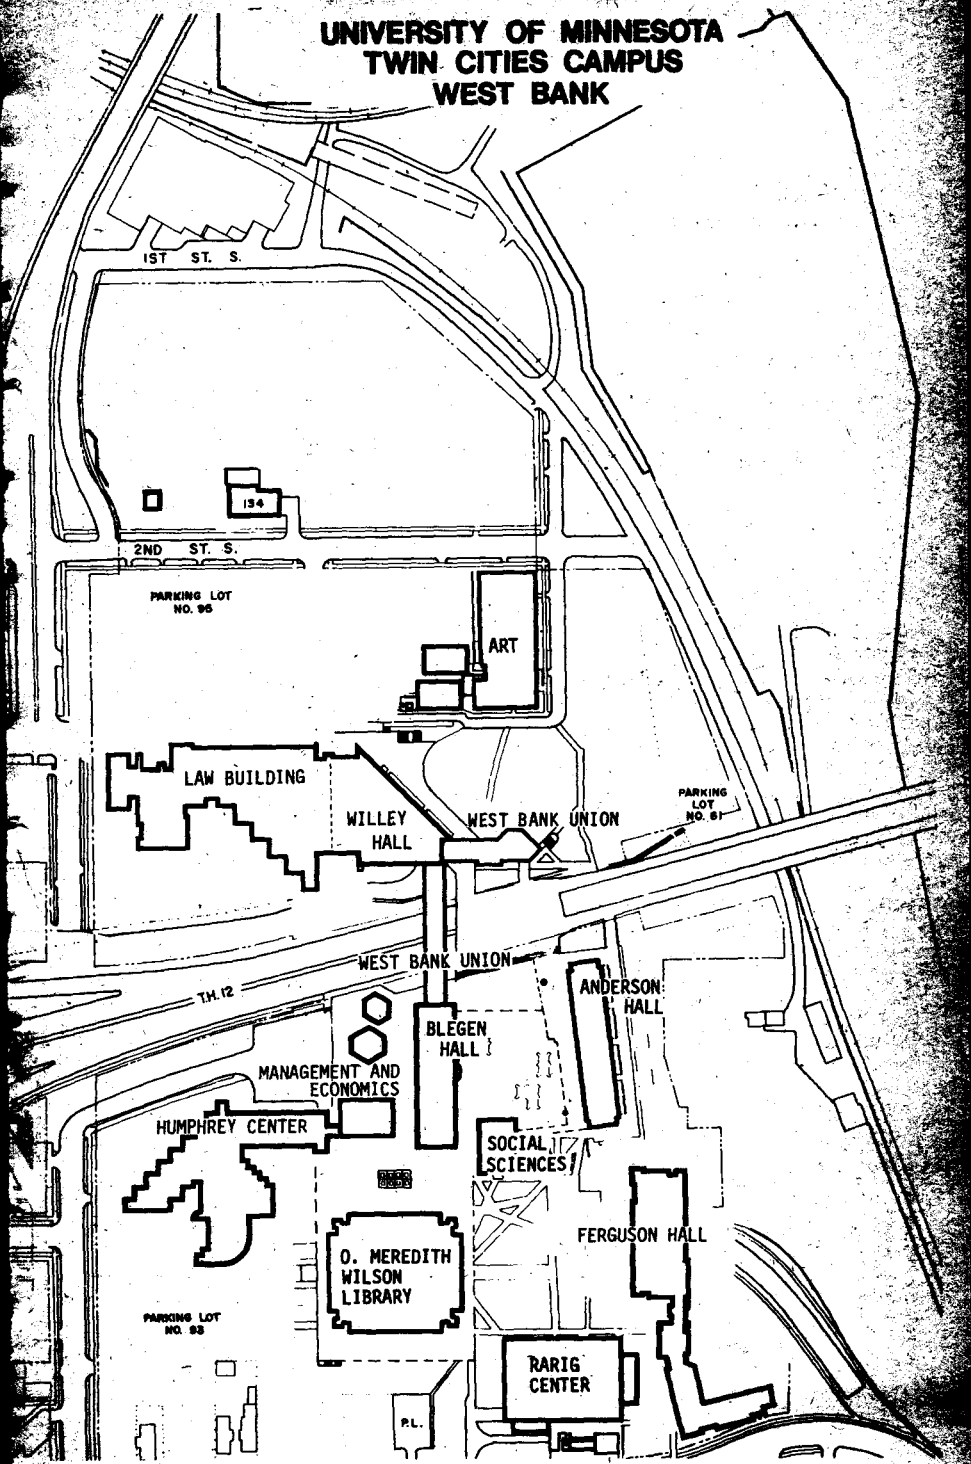 UNIVERSITY OF MINNESOTA
TWIN CITIES CAMPUS
WEST BANK
1ST ST. S.
134
2ND ST. S.
PARKING LOT
NO. 96
ART
LAW BUILDING
WILLEY
HALL
WEST BANK UNION
PARKING
LOT
NO. 61
WEST BANK UNION
T.H. 12
ANDERSON
HALL
BLEGEN
HALL
MANAGEMENT AND
ECONOMICS
HUMPHREY CENTER
SOCIAL
SCIENCES
FERGUSON HALL
O. MEREDITH
WILSON
LIBRARY
PARKING LOT
NO. 93
RARIG
CENTER
P.L.